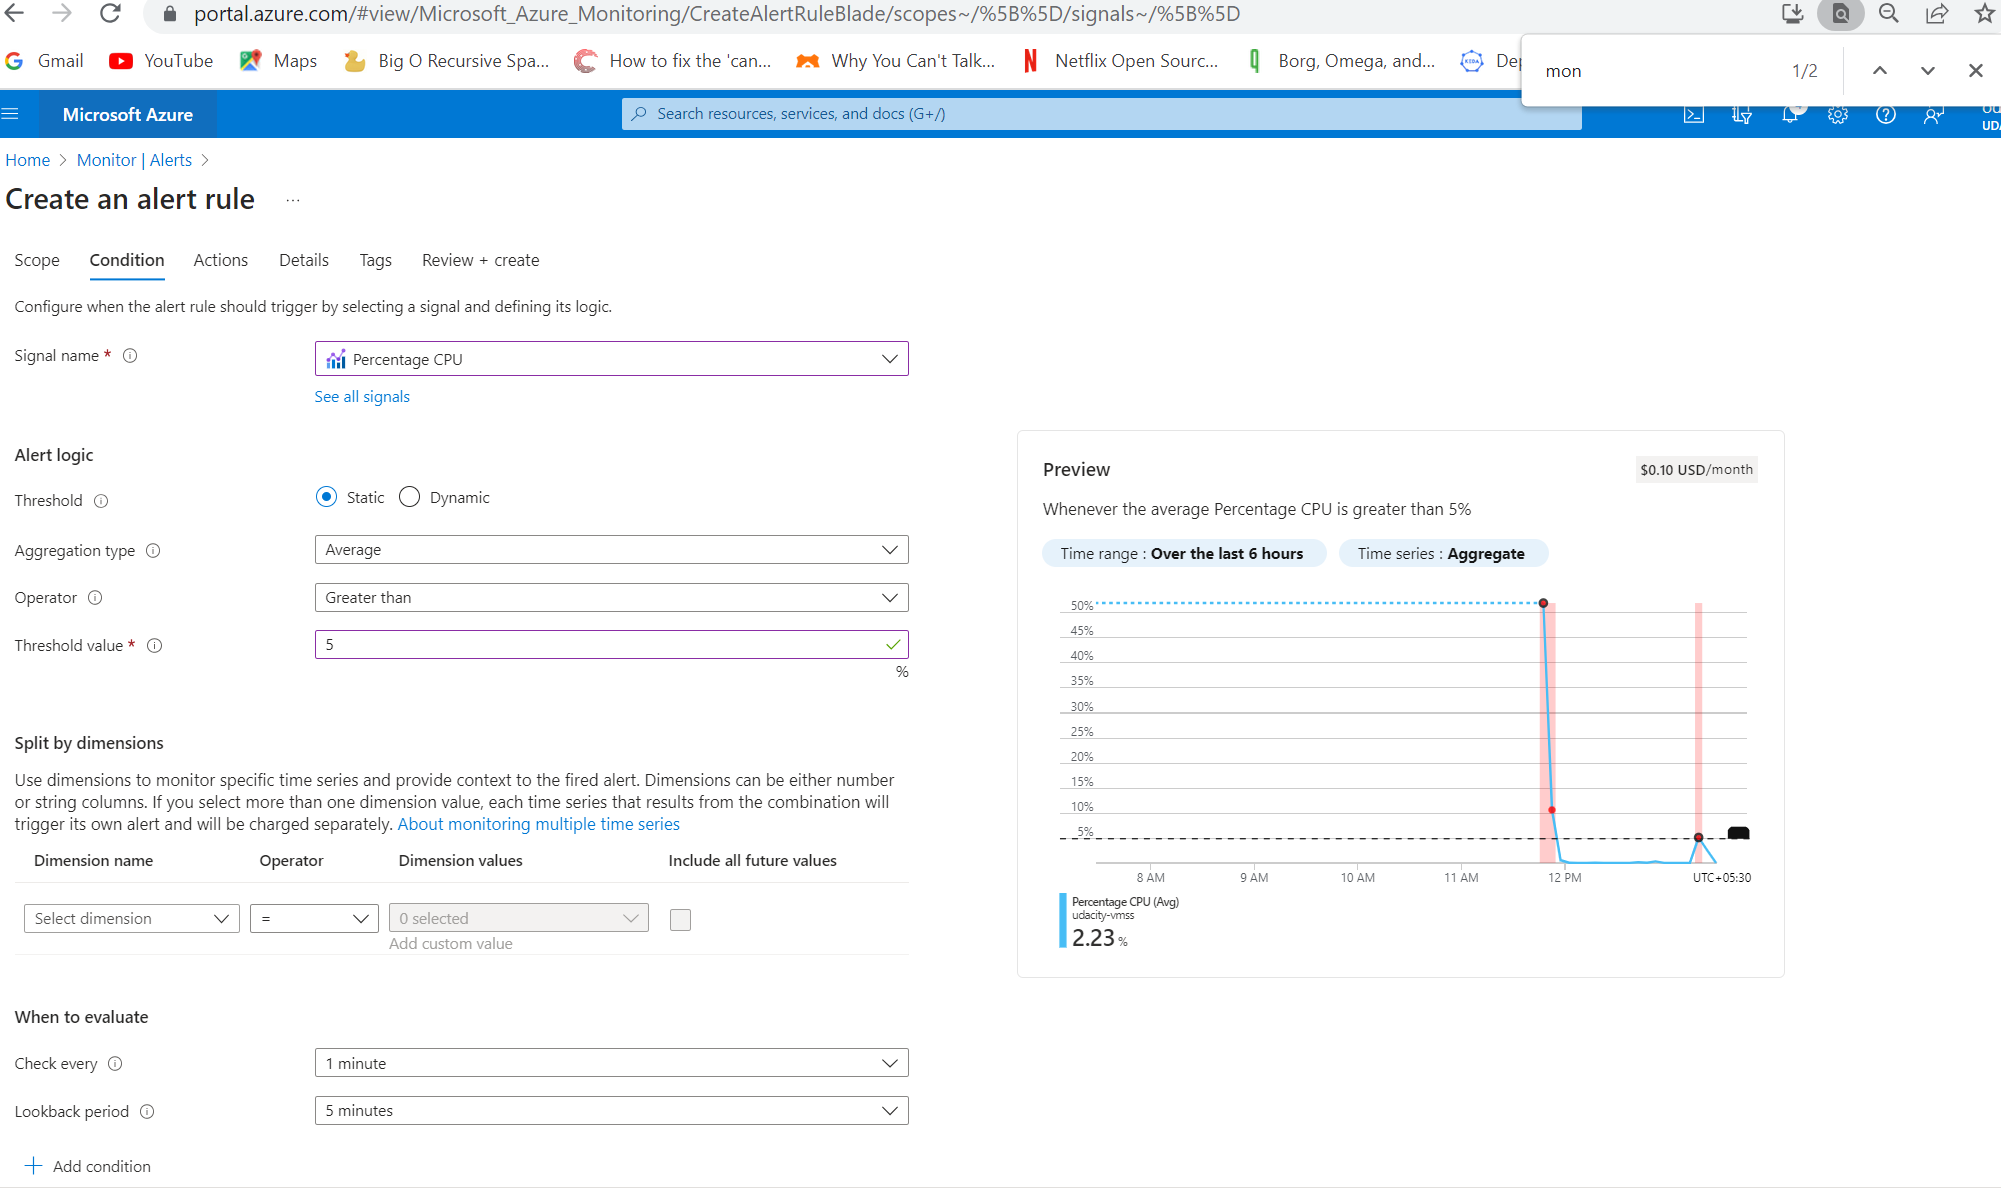 portal.azure.com/#view/Microsoft_Azure_Monitoring/CreateAlertRuleBlade/scopes~/%5B%5D/signals~/%5B%5D
Gmail YouTube Maps Big O Recursive Spa... How to fix the 'can... Why You Can't Talk... Netflix Open Sourc... Borg, Omega, and...
mon 1/2
Microsoft Azure
Search resources, services, and docs (G+/)
Home > Monitor | Alerts >
Create an alert rule ...
Scope Condition Actions Details Tags Review + create
Configure when the alert rule should trigger by selecting a signal and defining its logic.
Signal name *
Percentage CPU
See all signals
Alert logic
Threshold
Static Dynamic
Aggregation type
Average
Operator
Greater than
Threshold value *
5
%
Split by dimensions
Use dimensions to monitor specific time series and provide context to the fired alert. Dimensions can be either number
or string columns. If you select more than one dimension value, each time series that results from the combination will
trigger its own alert and will be charged separately. About monitoring multiple time series
Dimension name Operator Dimension values Include all future values
Select dimension = 0 selected
Add custom value
When to evaluate
Check every
1 minute
Lookback period
5 minutes
+ Add condition
Preview
$0.10 USD/month
Whenever the average Percentage CPU is greater than 5%
Time range : Over the last 6 hours
Time series : Aggregate
50%
45%
40%
35%
30%
25%
20%
15%
10%
5%
8 AM 9 AM 10 AM 11 AM 12 PM UTC+05:30
Percentage CPU (Avg)
udacity-vmss
2.23 %